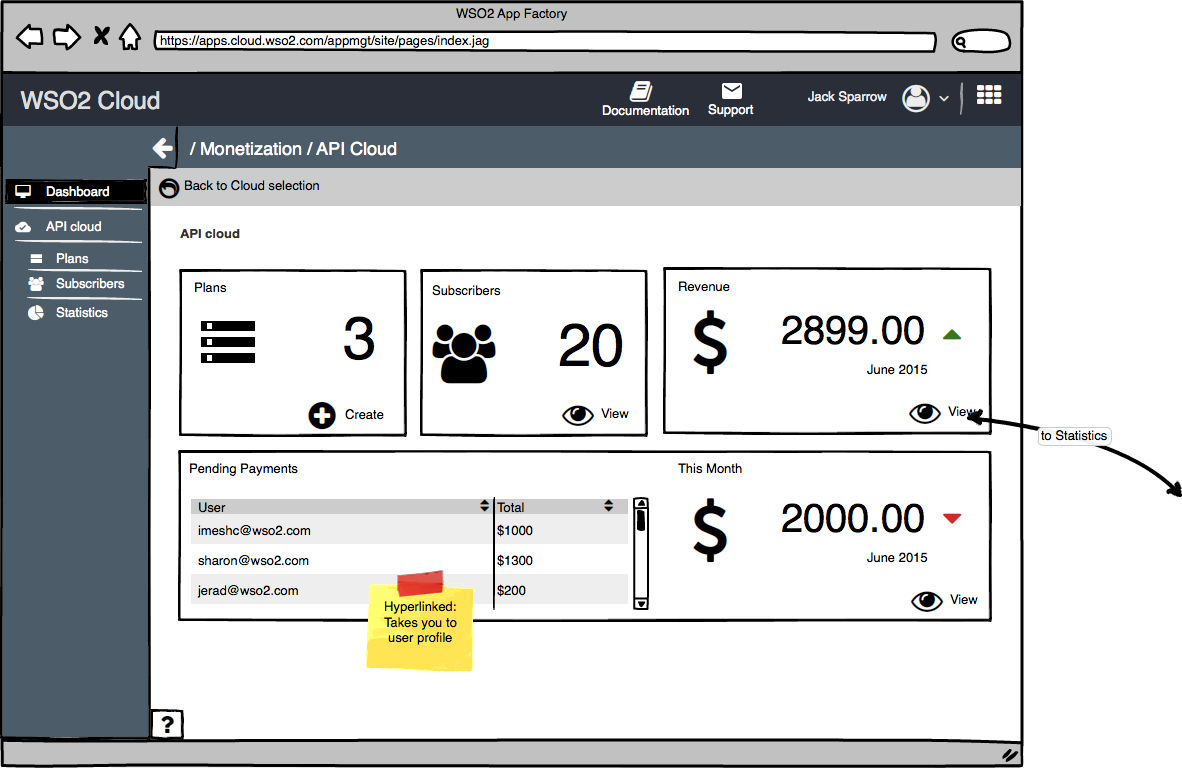 WSO2 App Factory
https://apps.cloud.wso2.com/appmgt/site/pages/index.jag
WSO2 Cloud
Documentation
Support
Jack Sparrow
/ Monetization / API Cloud
Back to Cloud selection
Dashboard
API cloud
Plans
Subscribers
Statistics
API cloud
Plans
3
Create
Subscribers
20
View
Revenue
$
2899.00
June 2015
View
to Statistics
Pending Payments
User Total
imeshc@wso2.com $1000
sharon@wso2.com $1300
jerad@wso2.com $200
Hyperlinked:
Takes you to
user profile
This Month
$
2000.00
June 2015
View
?